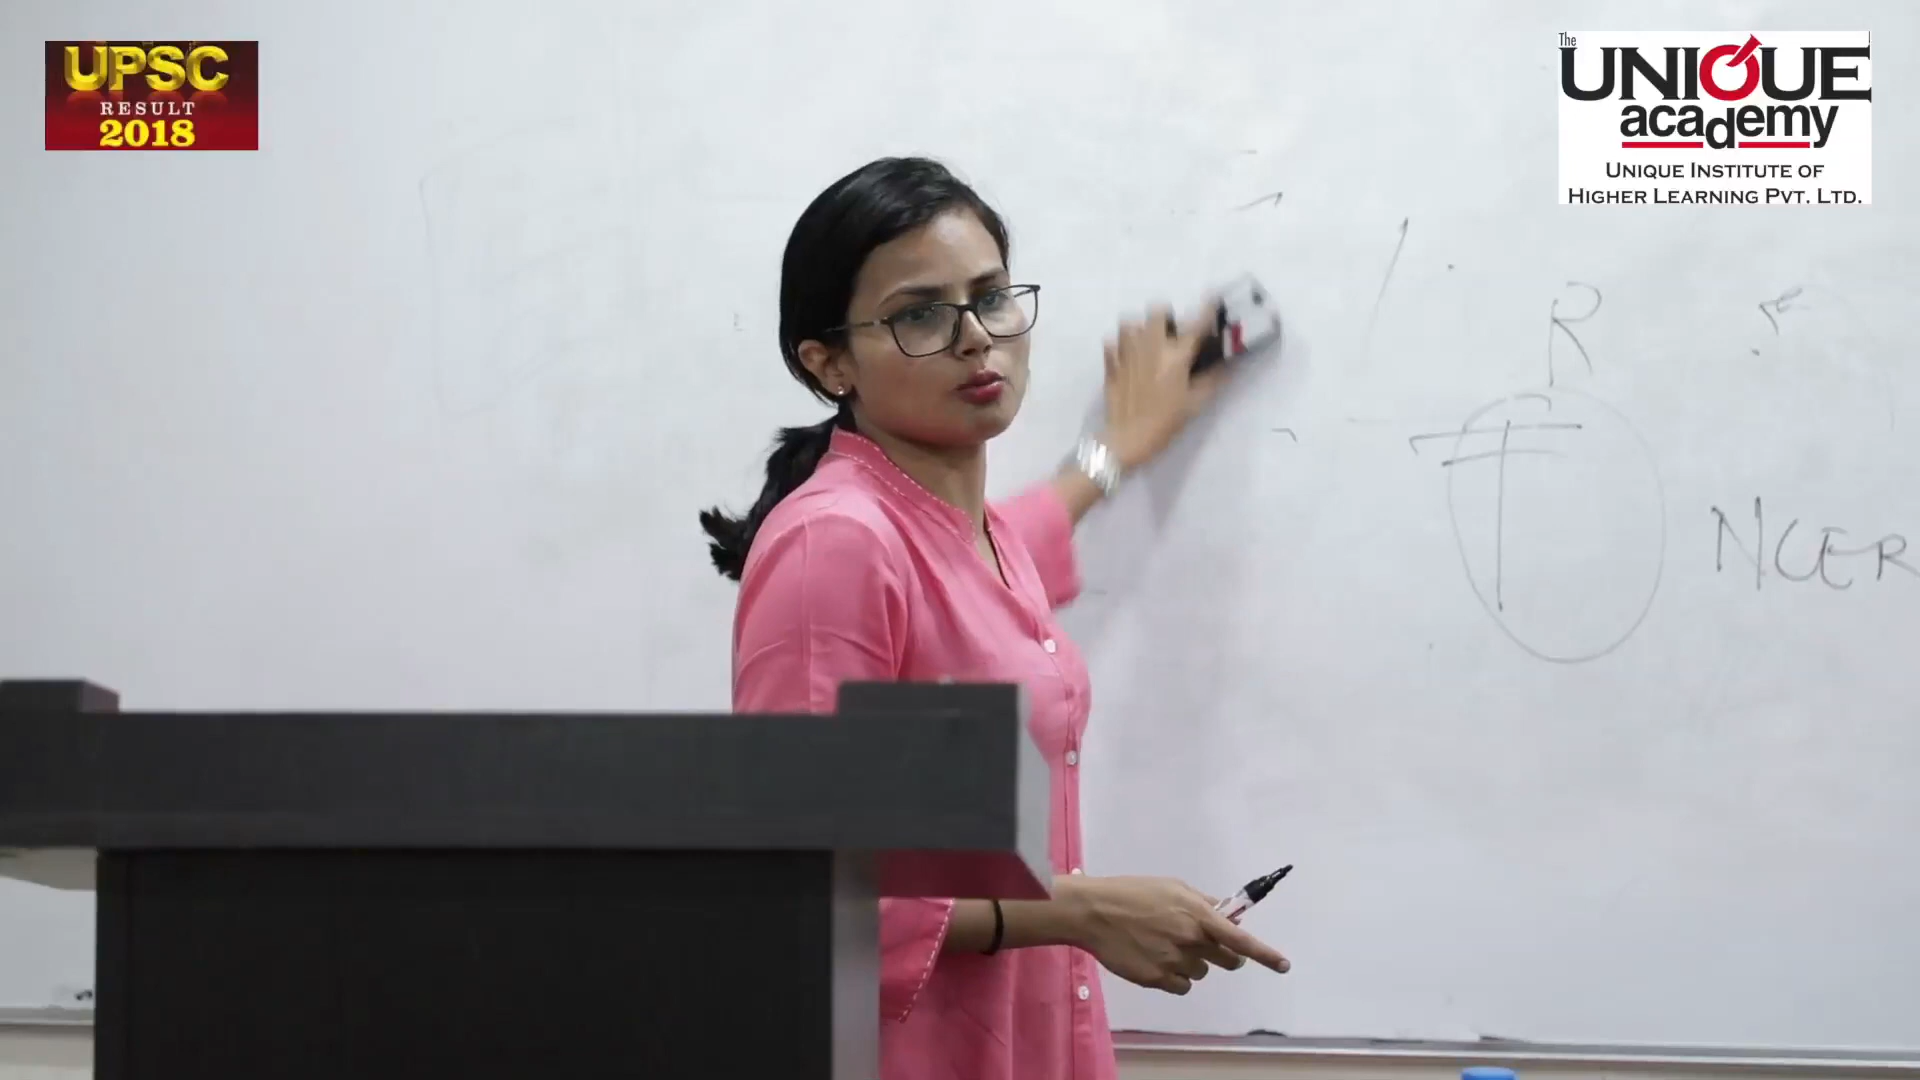 UPSC
RESULT
2018
The
UNIQUE
academy
UNIQUE INSTITUTE OF
HIGHER LEARNING PVT. LTD.
R
NCER